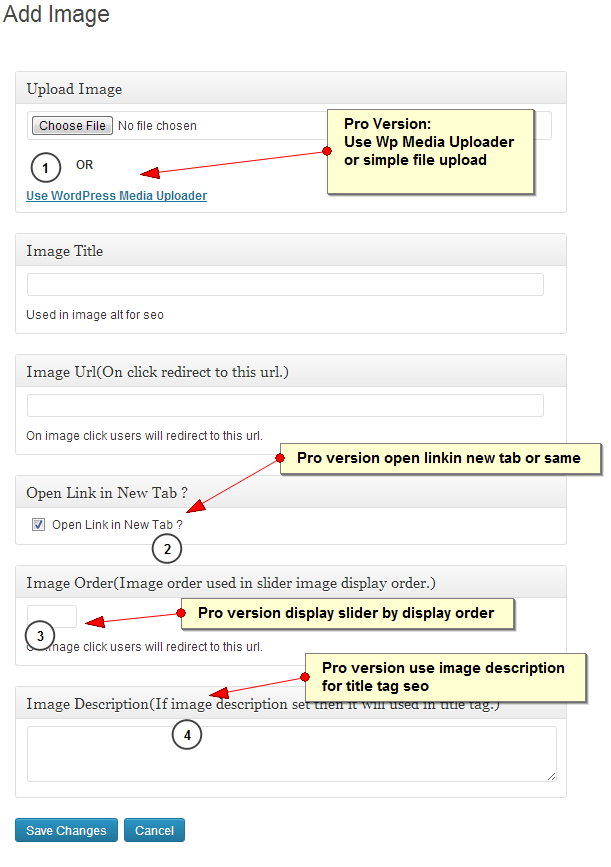 Add Image
Upload Image
Choose File No file chosen
Pro Version:
Use Wp Media Uploader
or simple file upload
1 OR
Use WordPress Media Uploader
Image Title
Used in image alt for seo
Image Url(On click redirect to this url.)
On image click users will redirect to this url.
Pro version open linkin new tab or same
Open Link in New Tab ?
Open Link in New Tab ?
2
Image Order(Image order used in slider image display order.)
Pro version display slider by display order
3
On image click users will redirect to this url.
Pro version use image description
for title tag seo
Image Description(If image description set then it will used in title tag.)
4
Save Changes Cancel